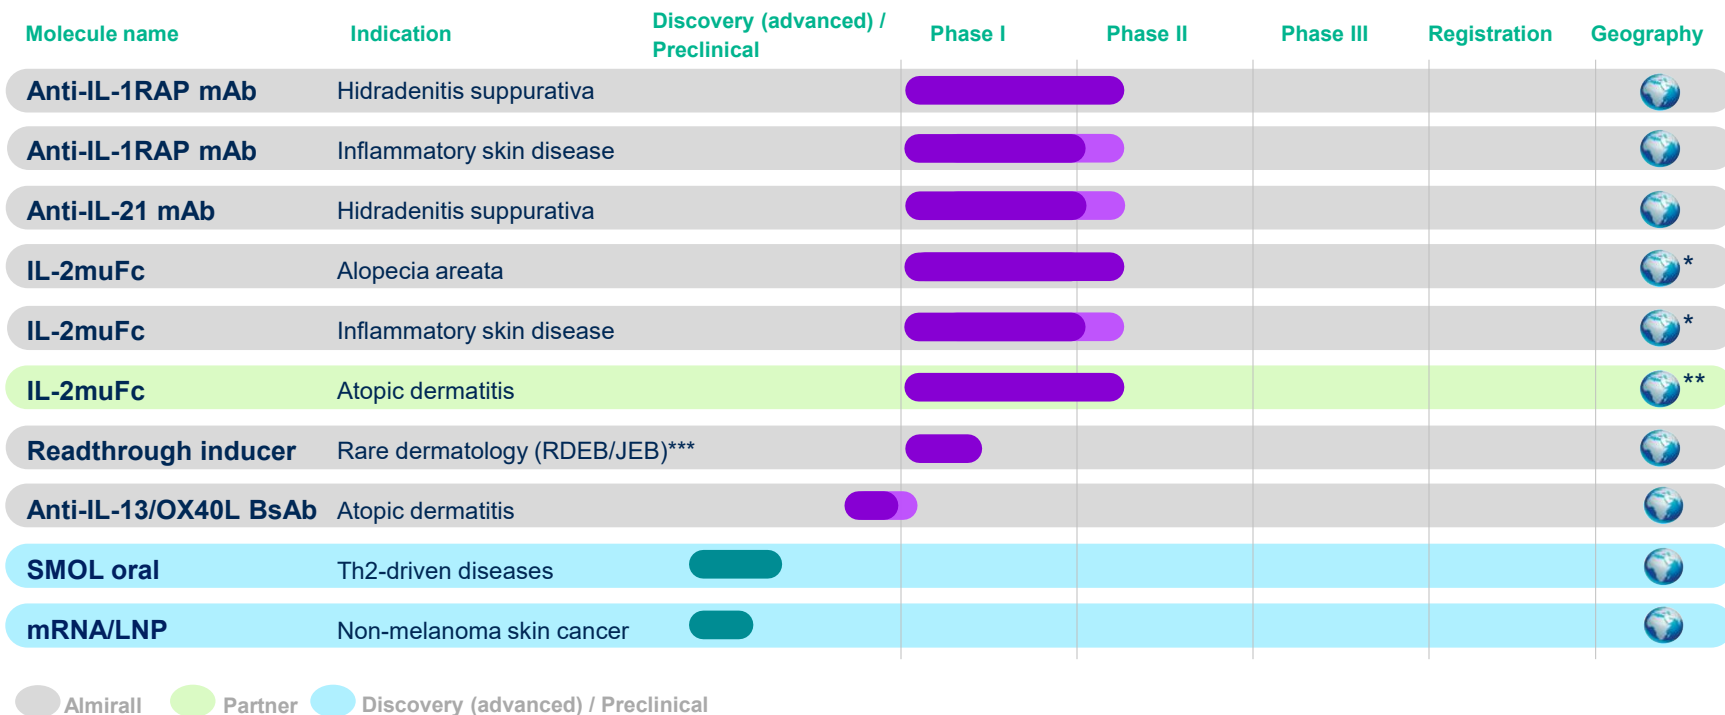 Molecule name Indication Discovery (advanced) / Preclinical Phase I Phase II Phase III Registration Geography
Anti-IL-1RAP mAb Hidradenitis suppurativa
Anti-IL-1RAP mAb Inflammatory skin disease
Anti-IL-21 mAb Hidradenitis suppurativa
IL-2muFc Alopecia areata *
IL-2muFc Inflammatory skin disease *
IL-2muFc Atopic dermatitis **
Readthrough inducer Rare dermatology (RDEB/JEB)***
Anti-IL-13/OX40L BsAb Atopic dermatitis
SMOL oral Th2-driven diseases
mRNA/LNP Non-melanoma skin cancer
Almirall Partner Discovery (advanced) / Preclinical